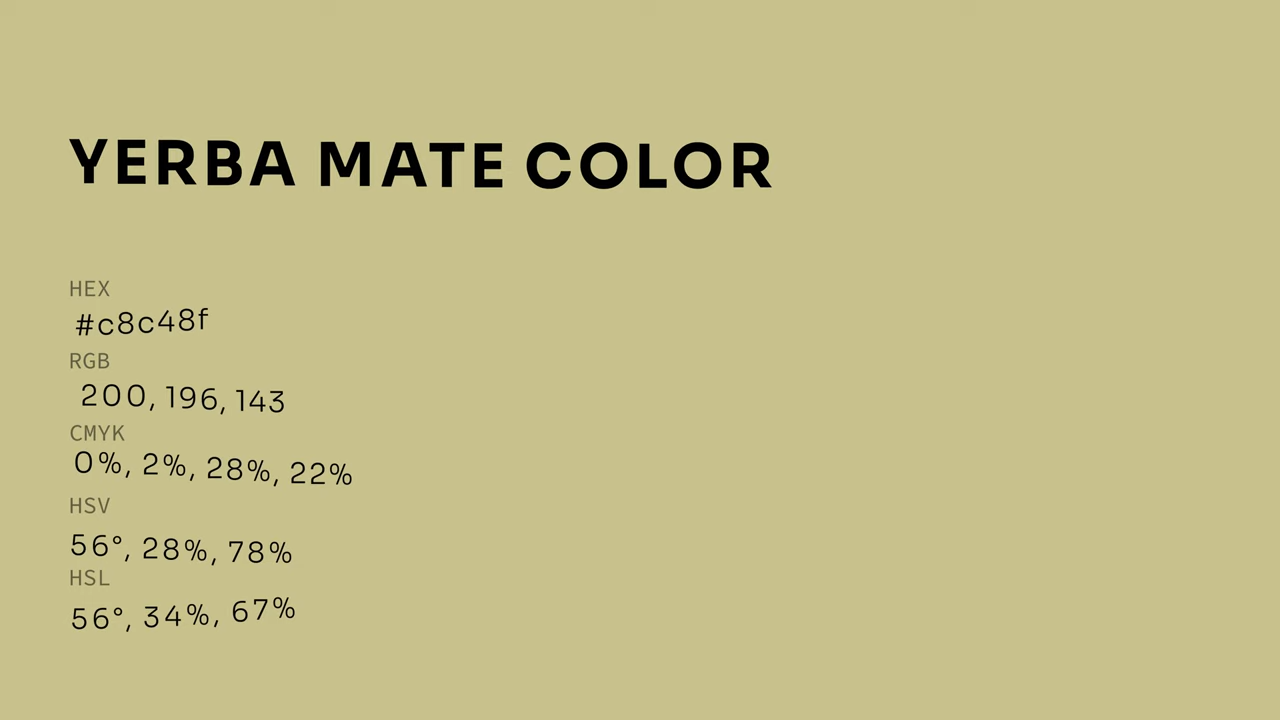 YERBA MATE COLOR
HEX
#c8c48f
RGB
200, 196, 143
CMYK
0%, 2%, 28%, 22%
HSV
56°, 28%, 78%
HSL
56°, 34%, 67%